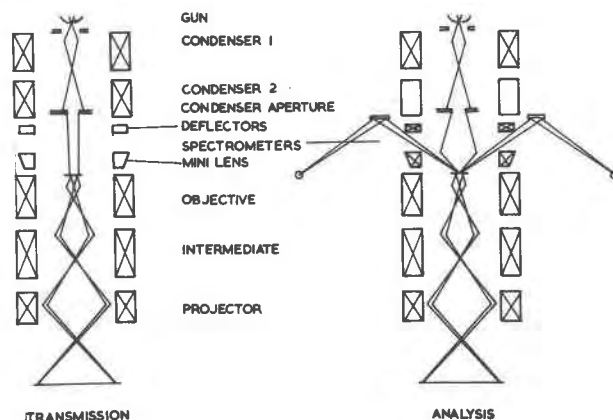 GUN
CONDENSER 1
CONDENSER 2
CONDENSER APERTURE
DEFLECTORS
SPECTROMETERS
MINI LENS
OBJECTIVE
INTERMEDIATE
PROJECTOR
TRANSMISSION
ANALYSIS